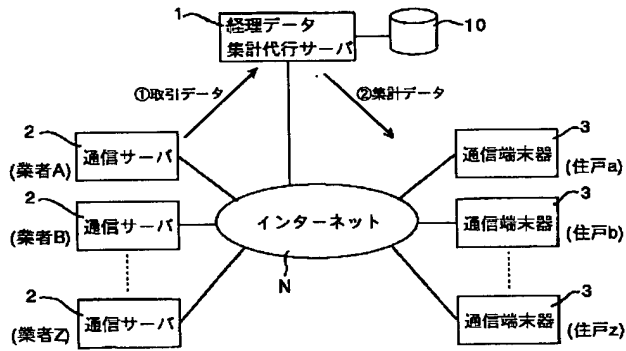 1
経理データ
集計代行サーバ
10
①取引データ
②集計データ
2
通信サーバ
(業者A)
3
通信端末器
(住戸a)
2
通信サーバ
(業者B)
インターネット
3
通信端末器
(住戸b)
N
2
通信サーバ
(業者Z)
3
通信端末器
(住戸z)